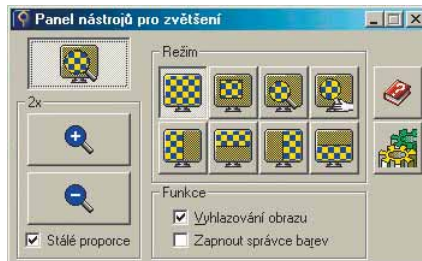 Panel nástrojů pro zvětšení
Režim
2x
Funkce
Vyhlazování obrazu
Stálé proporce
Zapnout správce barev